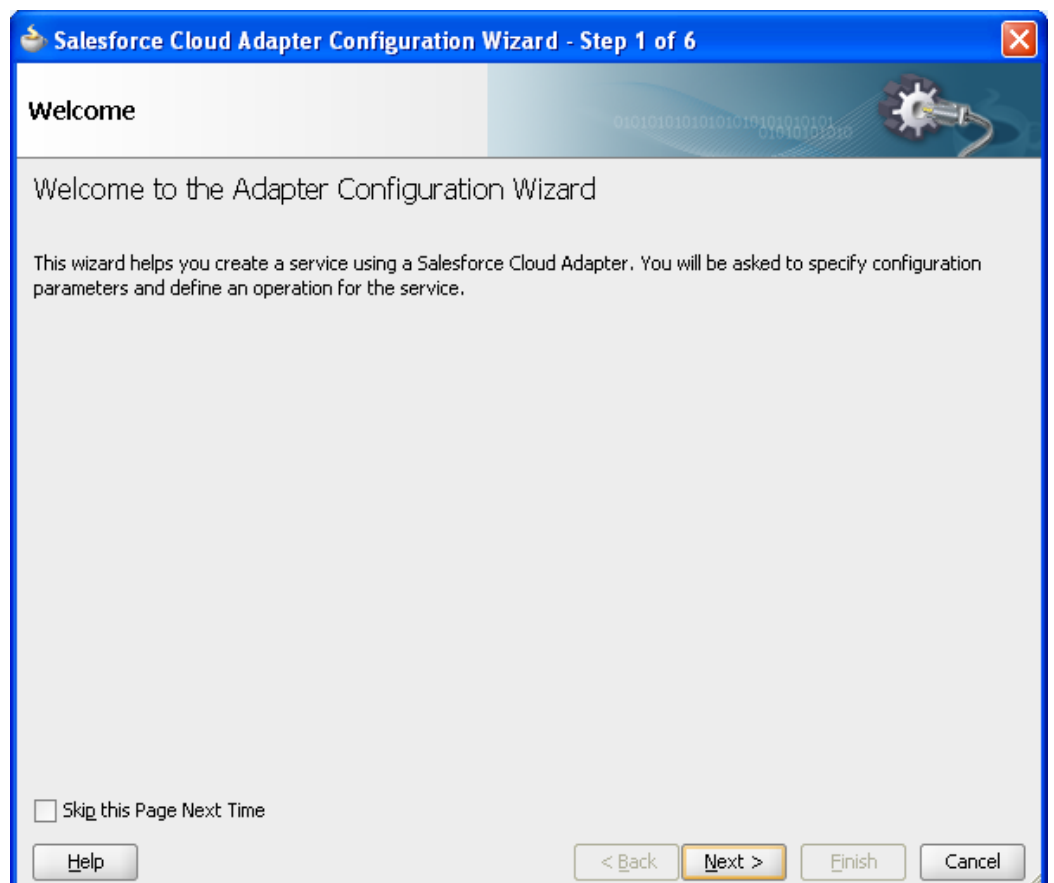 Salesforce Cloud Adapter Configuration Wizard - Step 1 of 6
Welcome
Welcome to the Adapter Configuration Wizard
This wizard helps you create a service using a Salesforce Cloud Adapter. You will be asked to specify configuration
parameters and define an operation for the service.
Skip this Page Next Time
Help
< Back
Next >
Finish
Cancel